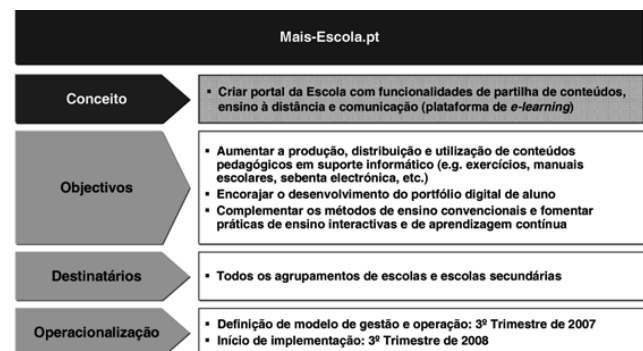 Mais-Escola.pt
Conceito
▪ Criar portal da Escola com funcionalidades de partilha de conteúdos,
ensino à distância e comunicação (plataforma de e-learning)
Objectivos
▪ Aumentar a produção, distribuição e utilização de conteúdos
pedagógicos em suporte informático (e.g. exercícios, manuais
escolares, sebenta electrónica, etc.)
▪ Encorajar o desenvolvimento do portfólio digital de aluno
▪ Complementar os métodos de ensino convencionais e fomentar
práticas de ensino interactivas e de aprendizagem contínua
Destinatários
▪ Todos os agrupamentos de escolas e escolas secundárias
Operacionalização
▪ Definição de modelo de gestão e operação: 3º Trimestre de 2007
▪ Início de implementação: 3º Trimestre de 2008